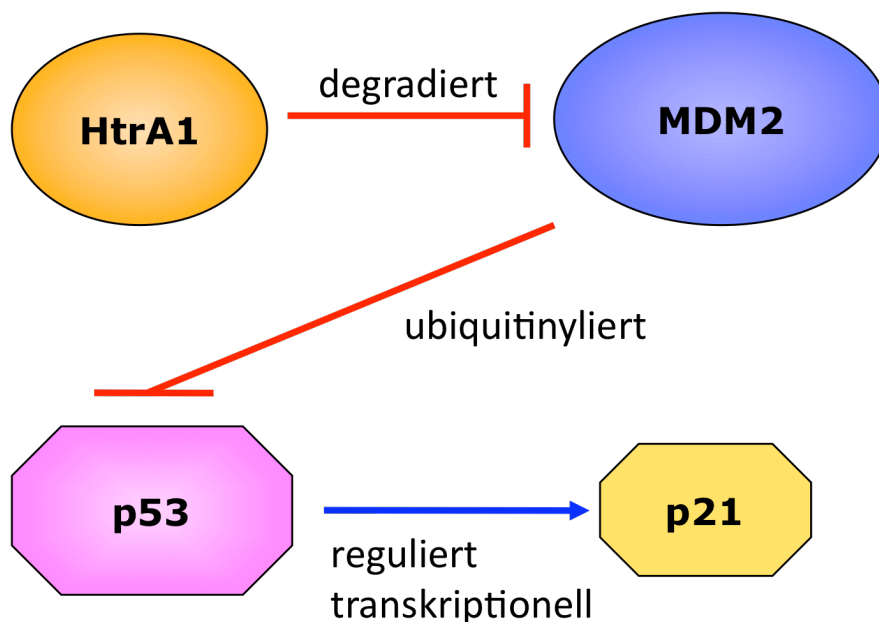 degradiert
HtrA1
MDM2
ubiquitinyliert
p53
p21
reguliert
transkriptionell